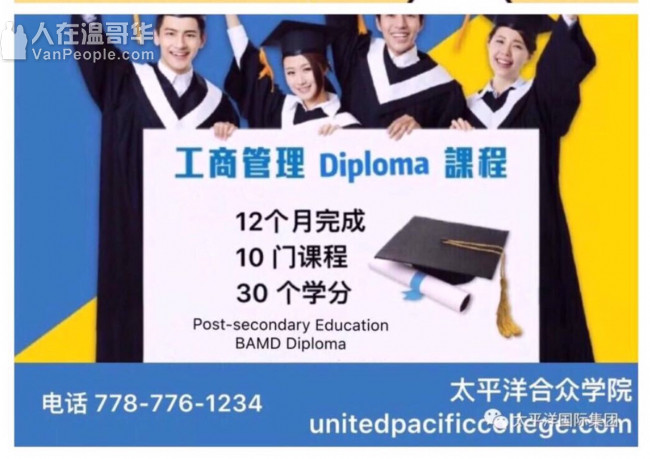 人在温哥华
VanPeople.com
工商管理 Diploma 課程
12个月完成
10 门课程
30 个学分
Post-secondary Education
BAMD Diploma
电话 778-776-1234
太平洋合众学院
太平洋国际集团
unitedpacificcollege.com